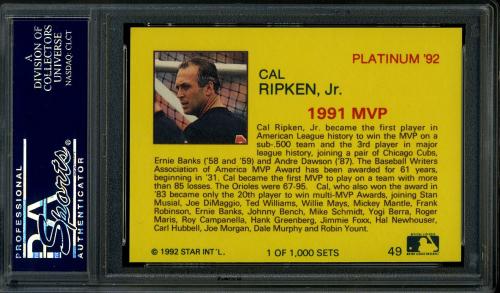 A
DIVISION OF
COLLECTORS
UNIVERSE
NASDAQ: CLCT
PROFESSIONAL
PSA
Sports
AUTHENTICATOR
PLATINUM '92
CAL
RIPKEN, Jr.
1991 MVP
Cal Ripken, Jr. became the first player in
American League history to win the MVP on a
sub-.500 team and the 3rd player in major
league history, joining a pair of Chicago Cubs,
Ernie Banks ('58 and '59) and Andre Dawson ('87). The Baseball Writers
Association of America MVP Award has been awarded for 61 years,
beginning in '31. Cal became the first MVP to play on a team with more
than 85 losses. The Orioles were 67-95. Cal, who also won the award in
'83 became only the 20th player to win multi-MVP Awards, joining Stan
Musial, Joe DiMaggio, Ted Williams, Willie Mays, Mickey Mantle, Frank
Robinson, Ernie Banks, Johnny Bench, Mike Schmidt, Yogi Berra, Roger
Maris, Roy Campanella, Hank Greenberg, Jimmie Foxx, Hal Newhouser,
Carl Hubbell, Joe Morgan, Dale Murphy and Robin Yount.
© 1992 STAR INT'L.
1 OF 1,000 SETS
49